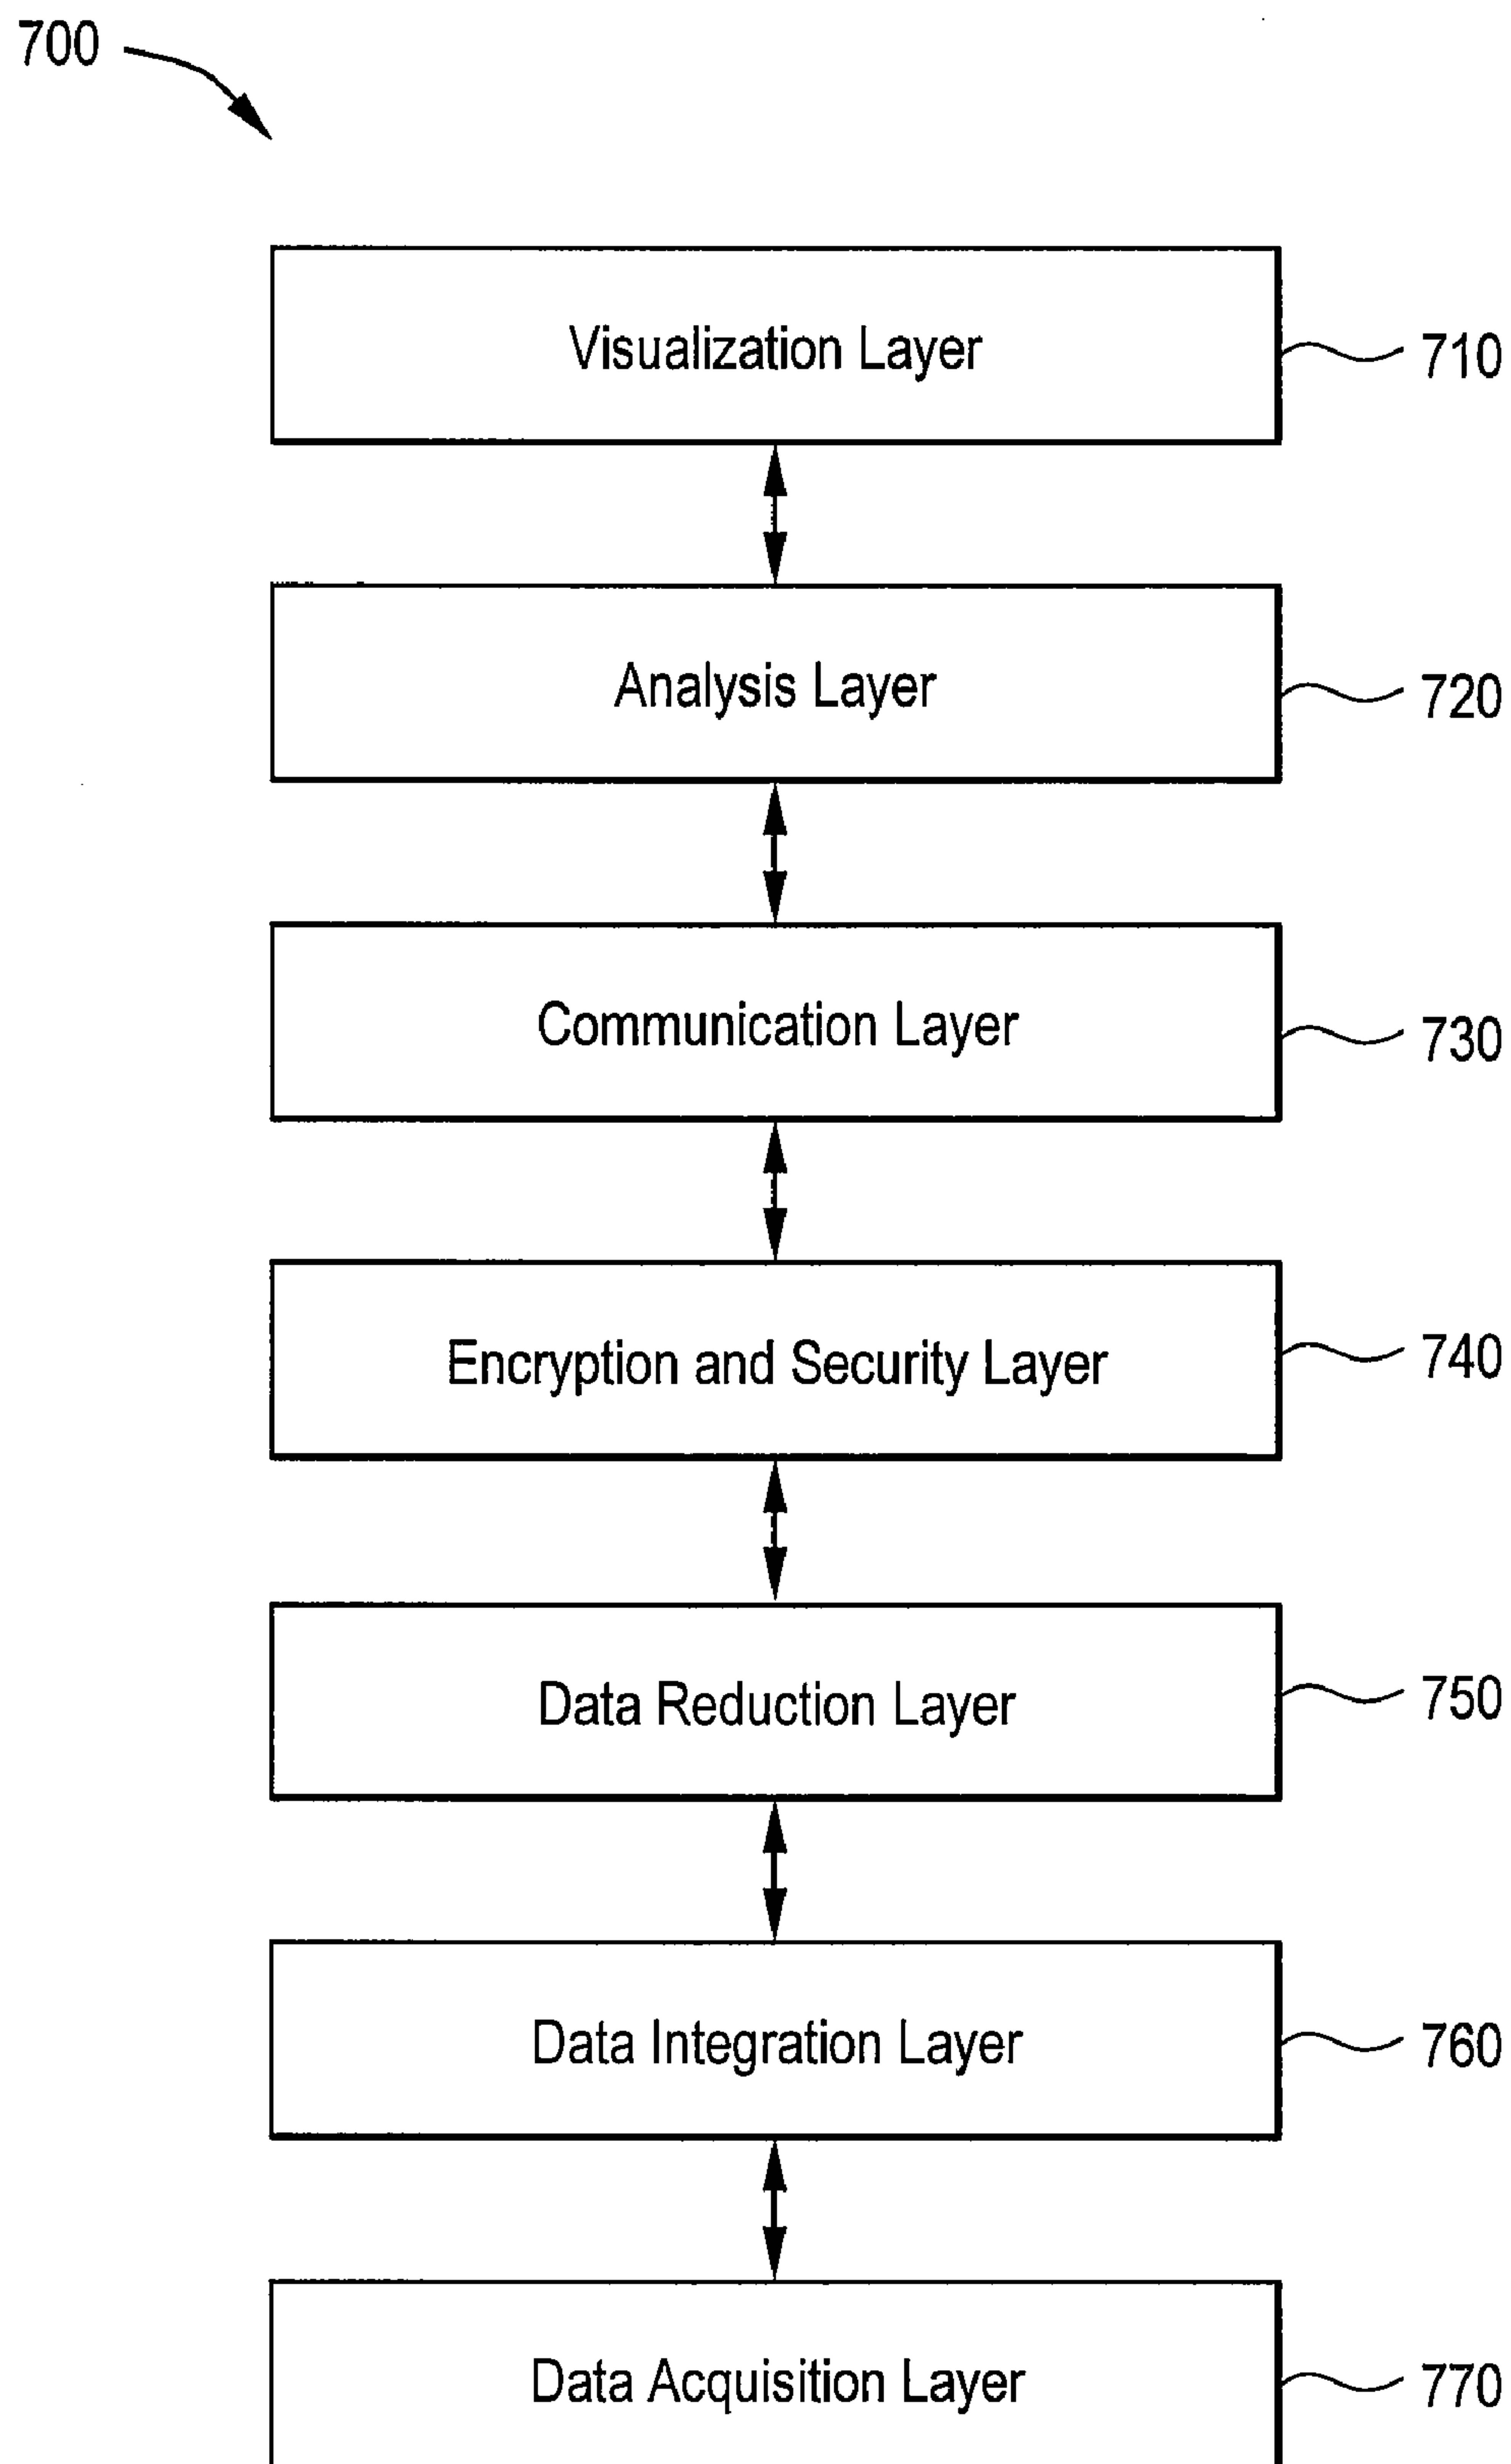 700
Visualization Layer
710
Analysis Layer
720
Communication Layer
730
Encryption and Security Layer
740
Data Reduction Layer
750
Data Integration Layer
760
Data Acquisition Layer
770